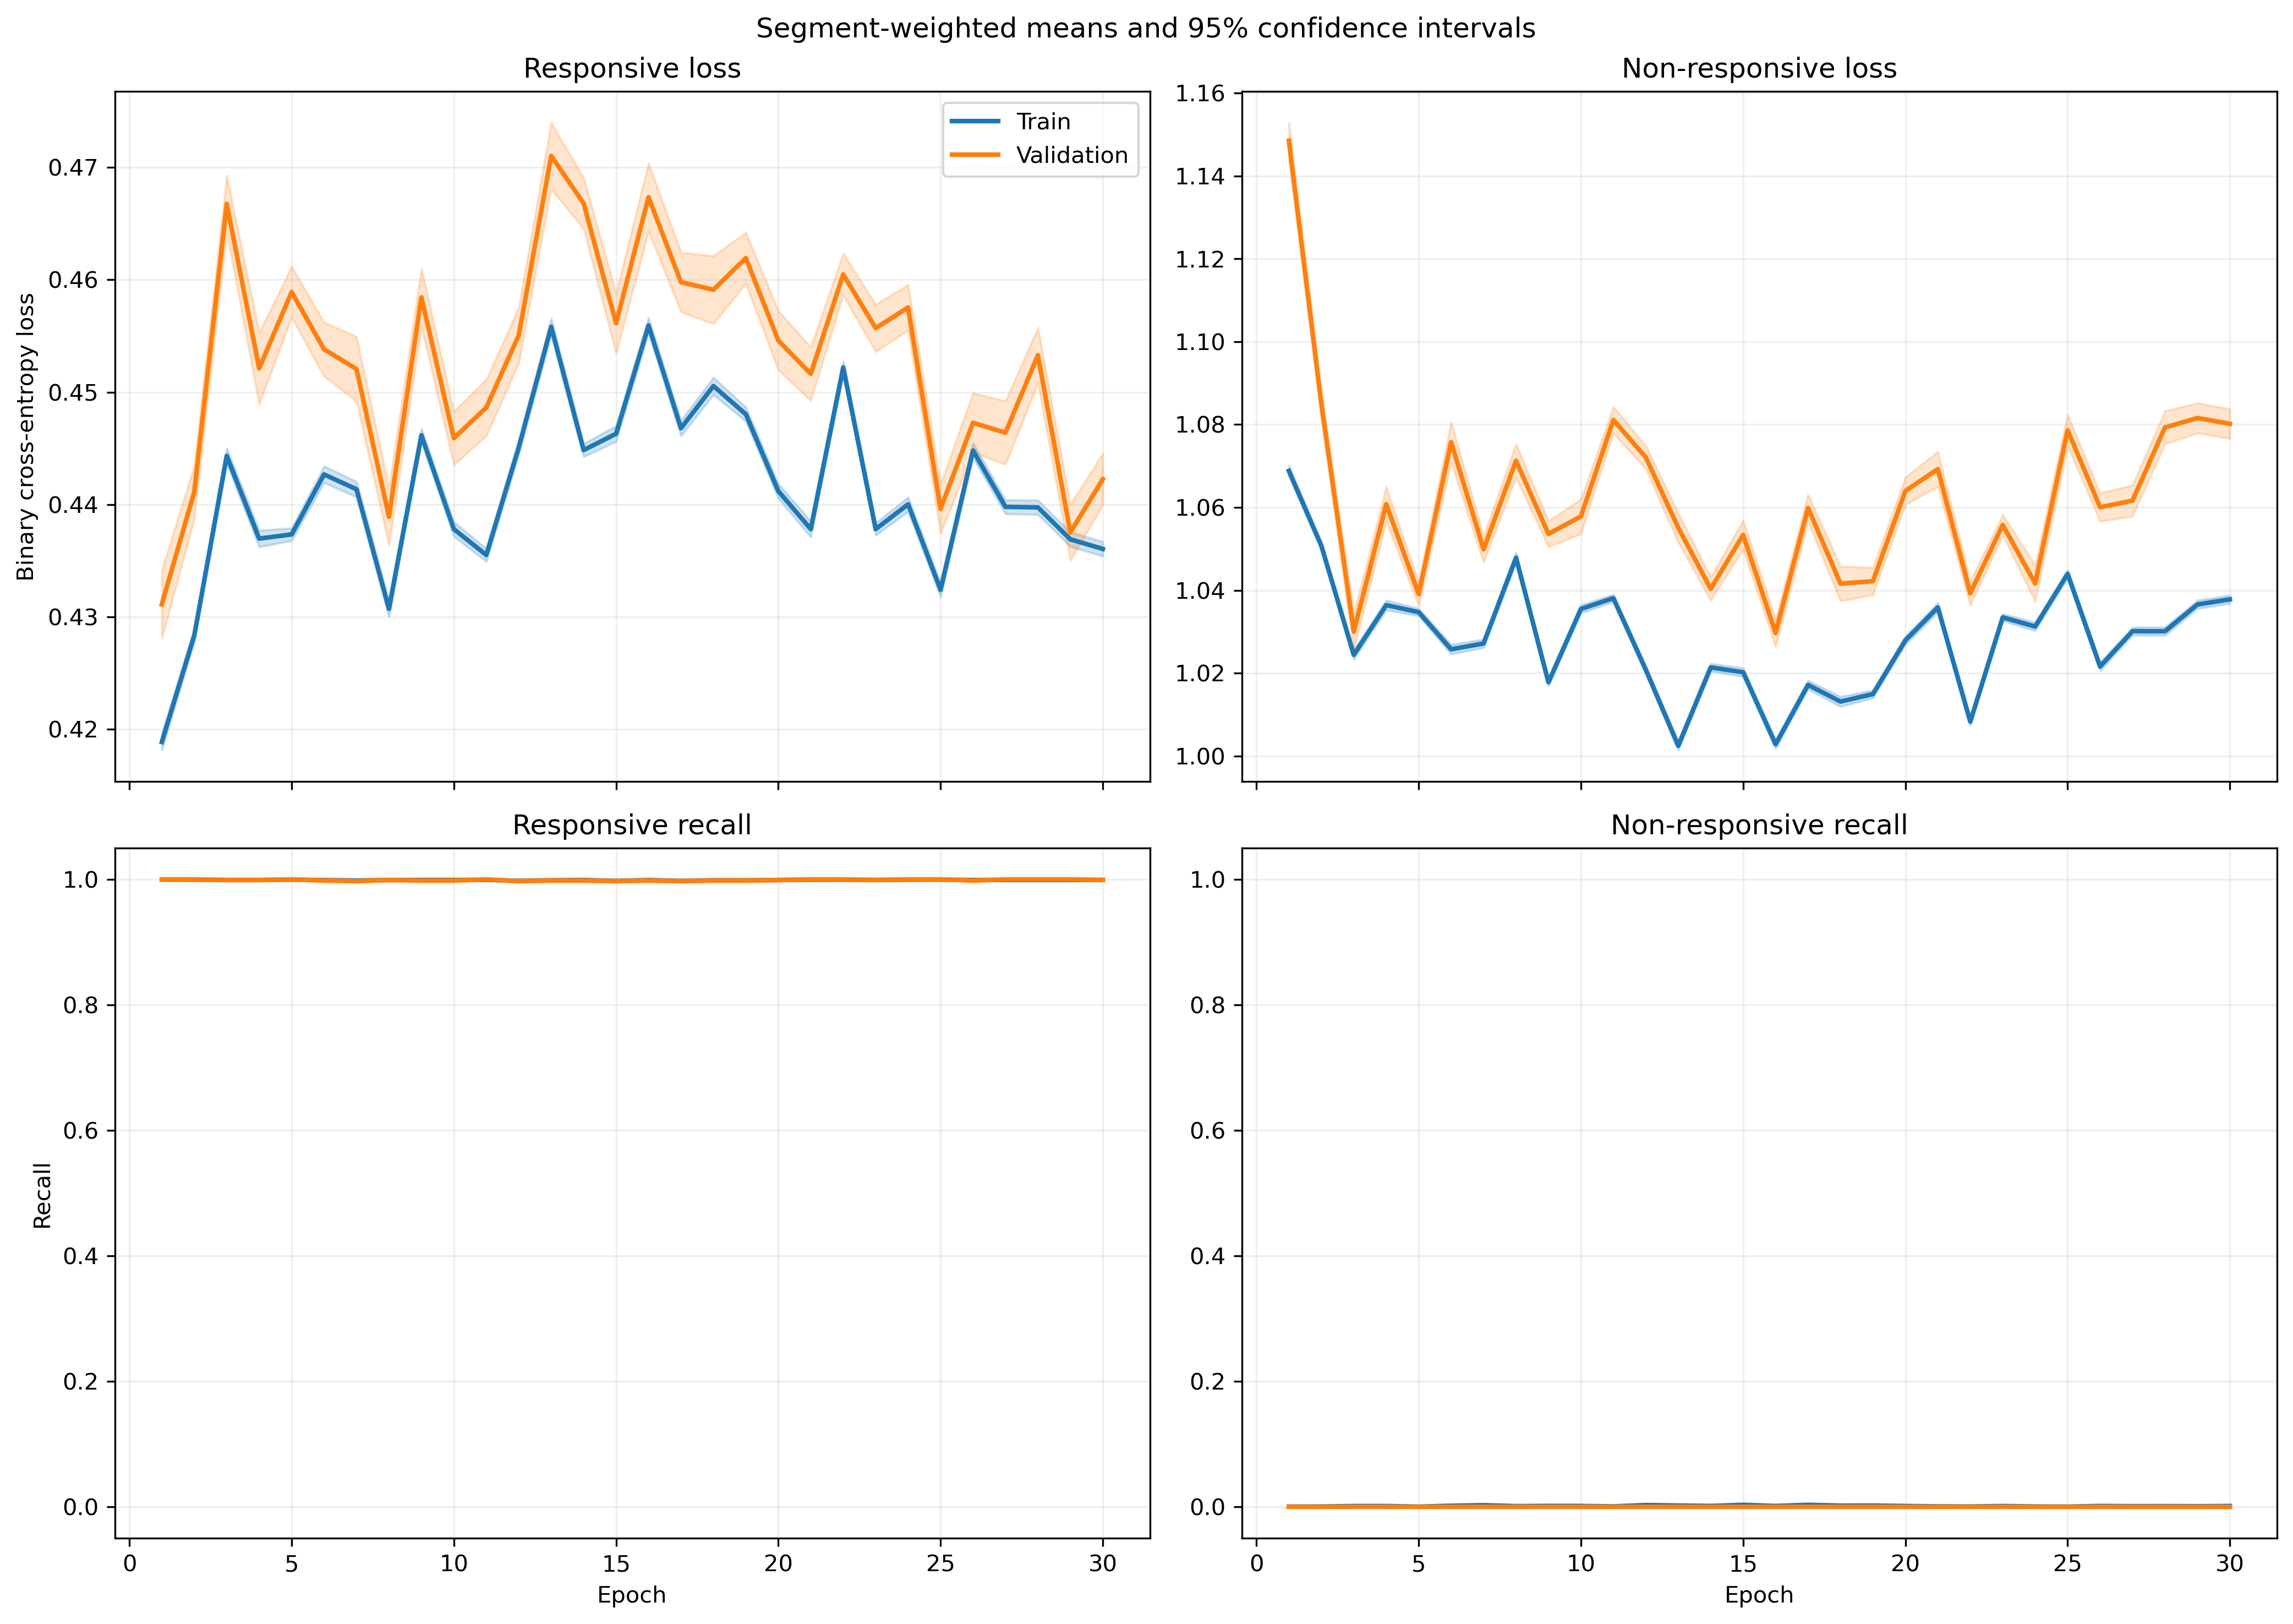 Segment-weighted means and 95% confidence intervals
Responsive loss
Non-responsive loss
Train
Validation
Binary cross-entropy loss
0.47
0.46
0.45
0.44
0.43
0.42
1.16
1.14
1.12
1.10
1.08
1.06
1.04
1.02
1.00
Responsive recall
Non-responsive recall
Recall
1.0
0.8
0.6
0.4
0.2
0.0
0 5 10 15 20 25 30
Epoch
1.0
0.8
0.6
0.4
0.2
0.0
0 5 10 15 20 25 30
Epoch